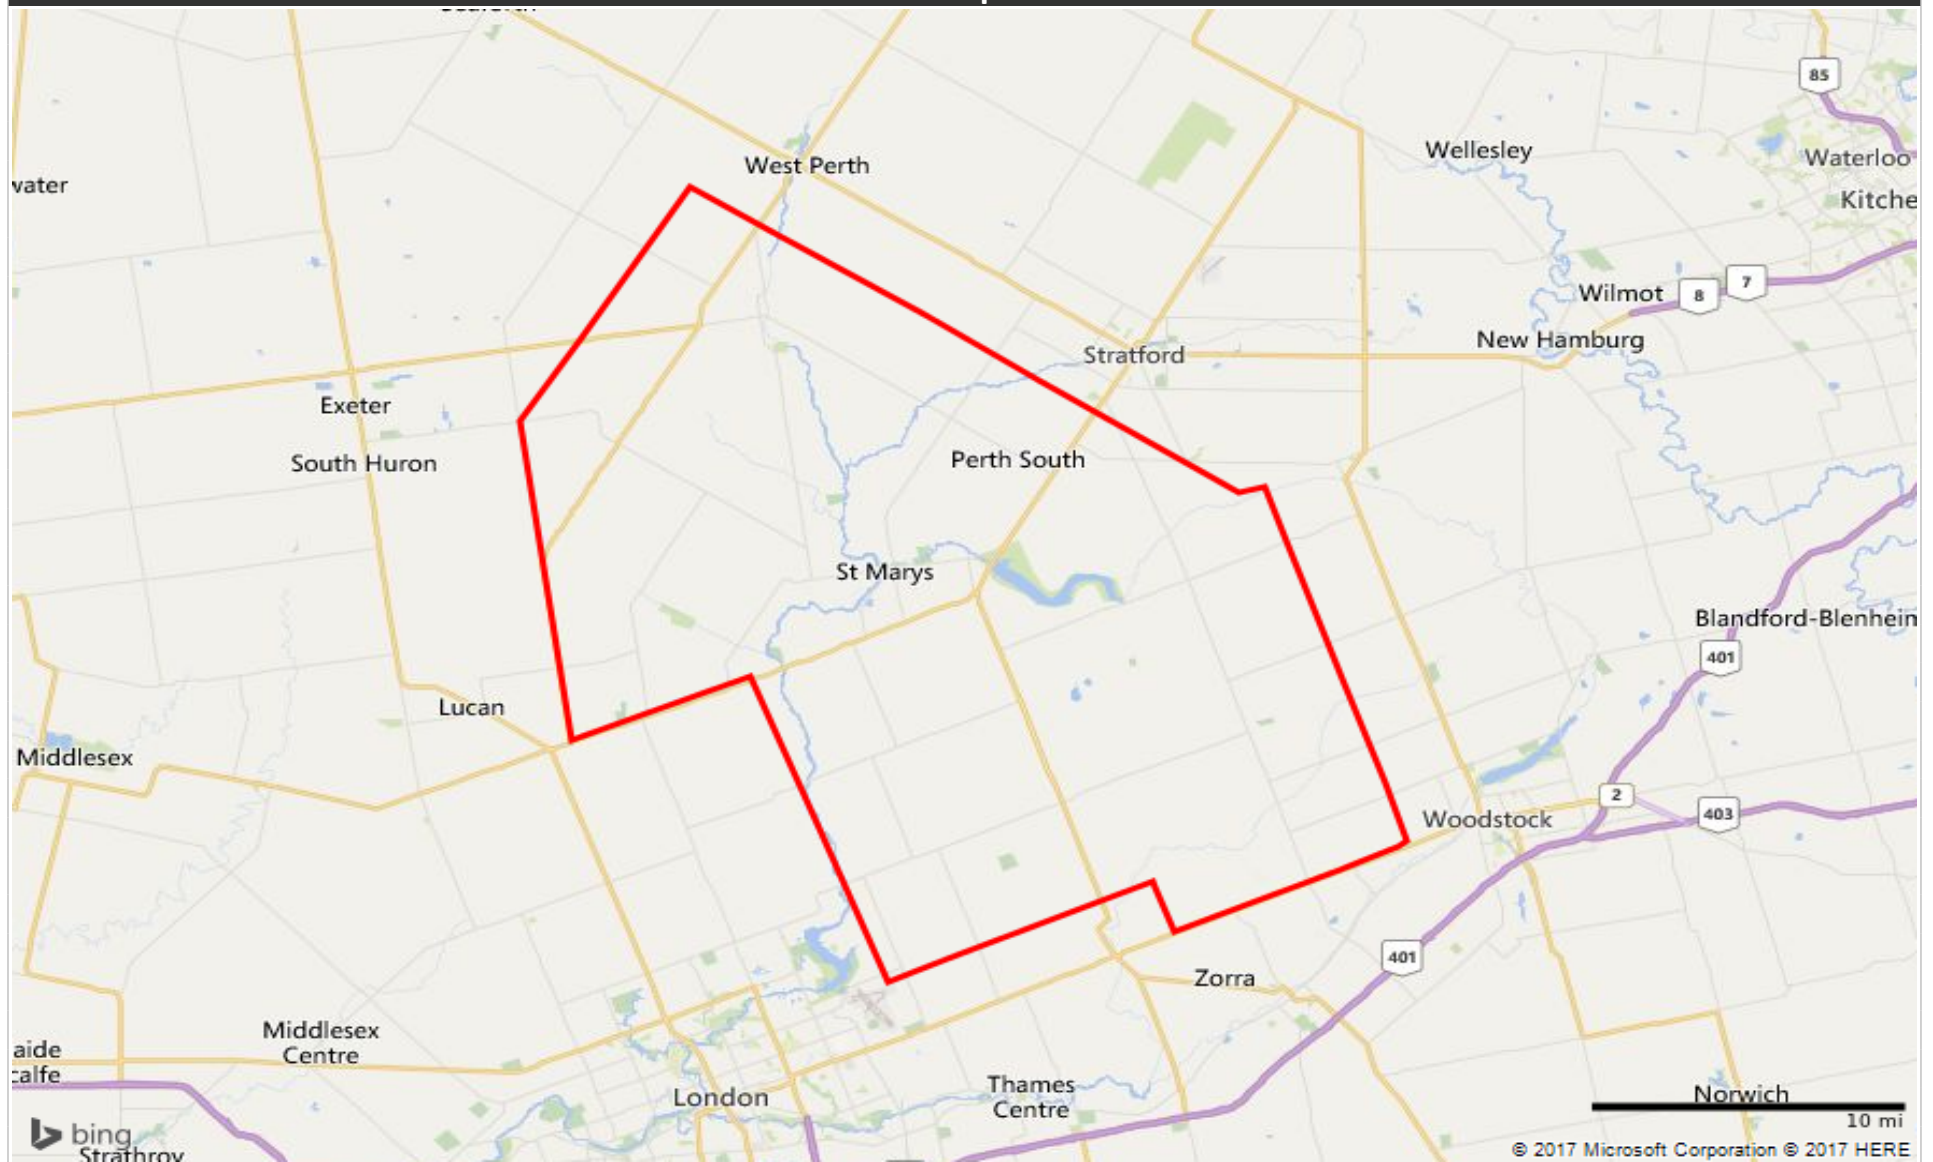 85
Wellesley
West Perth
Waterloo
water
Kitche
7
Wilmot
8
New Hamburg
Stratford
Exeter
Perth South
South Huron
St Marys
Blandford-Blenheim
401
Lucan
Middlesex
2
403
Woodstock
401
Zorra
Middlesex
Centre
aide
calfe
Thames
Centre
London
Norwich
10 mi
bing
Strathroy
© 2017 Microsoft Corporation © 2017 HERE